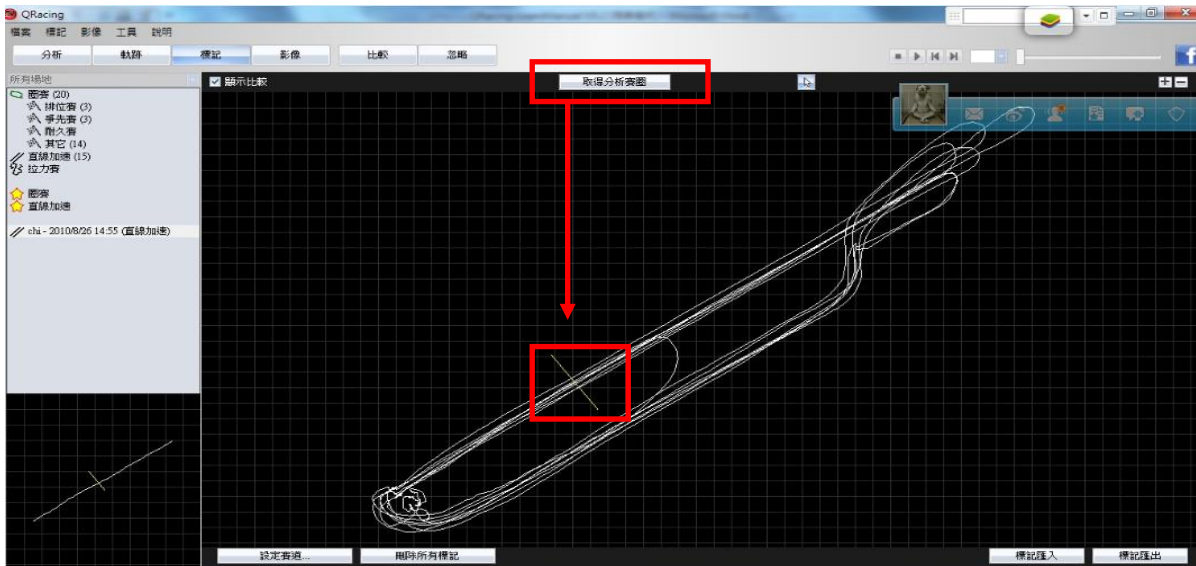 QRacing
檔案 標記 影像 工具 說明
分析 軌跡 標記 影像 比較 忽略
所有場地
圈賽 (20)
排位賽 (3)
爭先賽 (3)
耐久賽
其它 (14)
直線加速 (15)
拉力賽
圈賽
直線加速
chi - 2010/8/26 14:55 (直線加速)
顯示比較 取得分析賽圈
設定賽道... 刪除所有標記 標記匯入 標記匯出